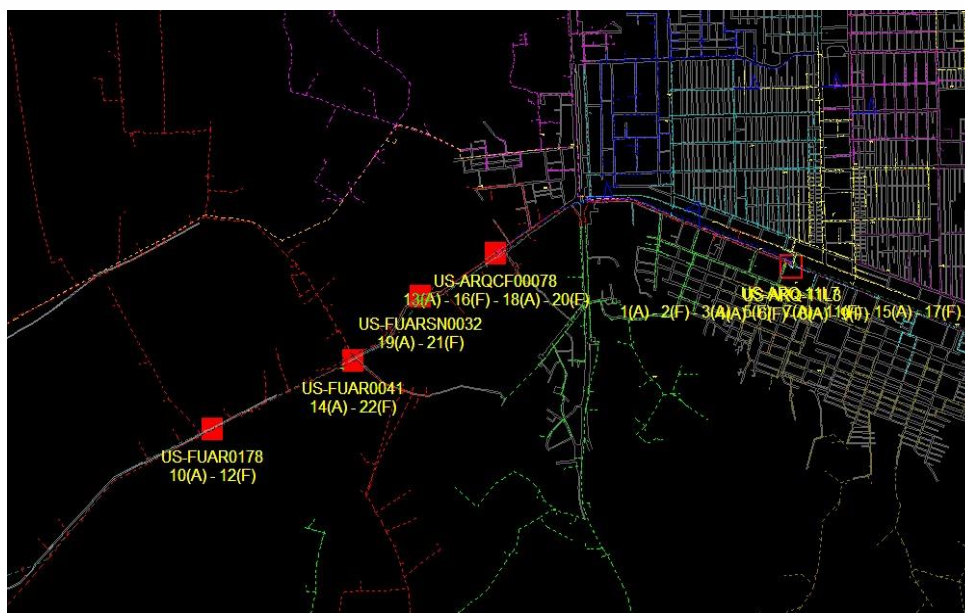 US-ARQCF00078
13(A) - 16(F) - 18(A) - 20(F)
US-FUARSN0032
19(A) - 21(F)
US-FUAR0041
14(A) - 22(F)
US-FUAR0178
10(A) - 12(F)
1(A) - 2(F) - 15(A) - 17(F)